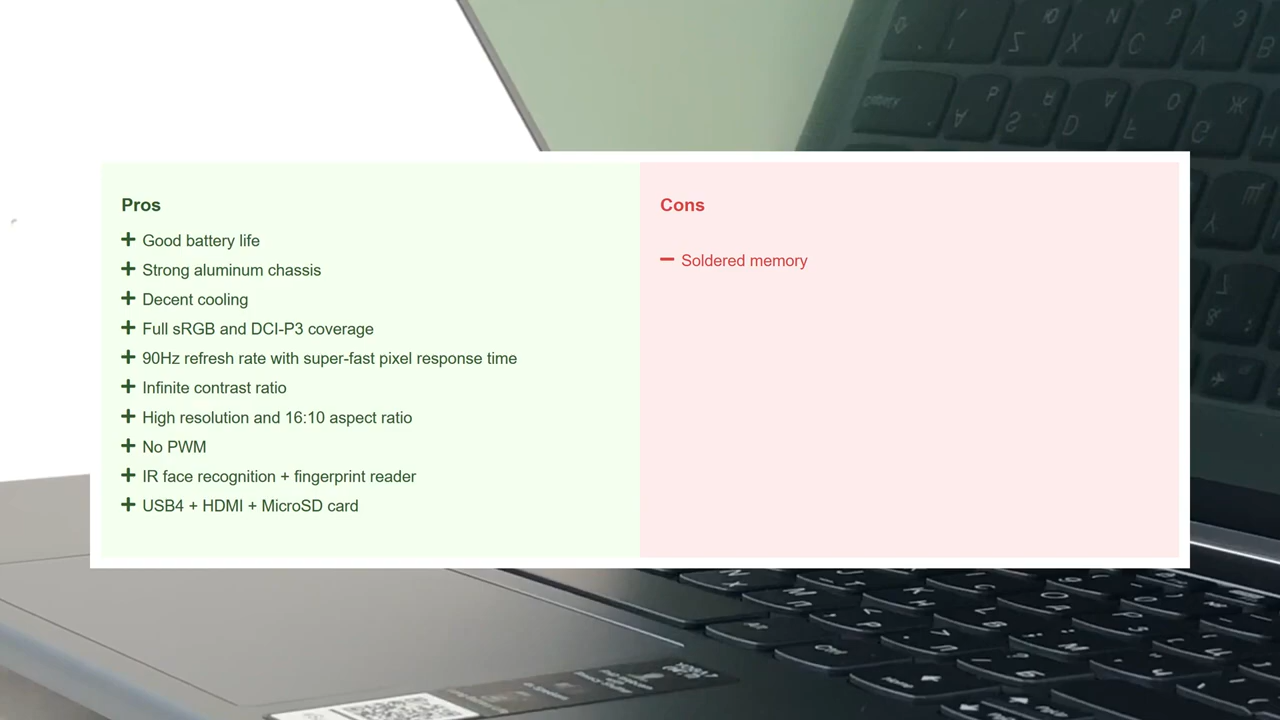 Pros
Good battery life
Strong aluminum chassis
Decent cooling
Full sRGB and DCI-P3 coverage
90Hz refresh rate with super-fast pixel response time
Infinite contrast ratio
High resolution and 16:10 aspect ratio
No PWM
IR face recognition + fingerprint reader
USB4 + HDMI + MicroSD card
Cons
Soldered memory